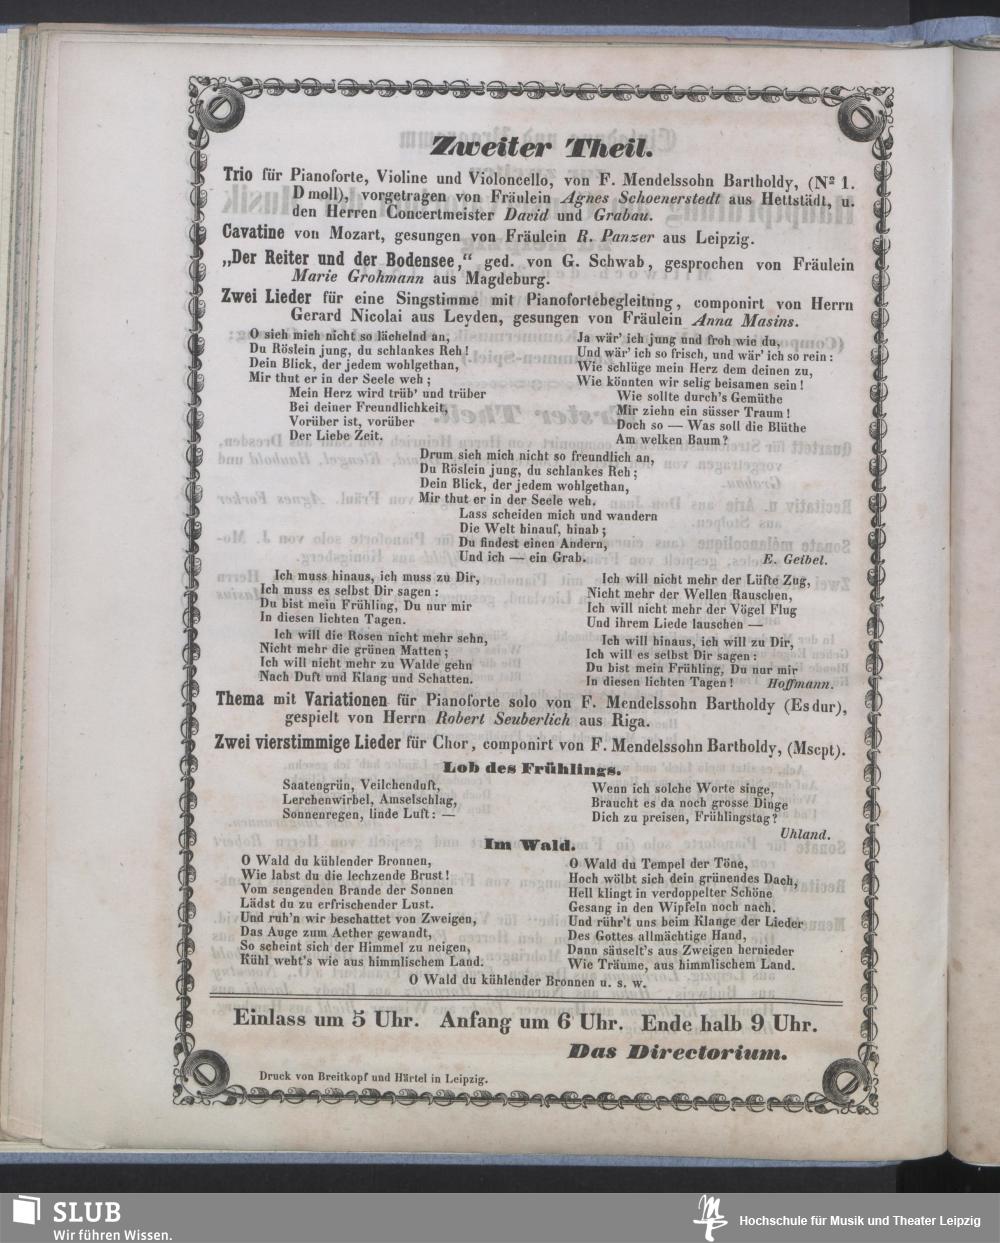 Zweiter Theil.
Trio für Pianoforte, Violine und Violoncello, von F. Mendelssohn Bartholdy, (Nº 1.
D moll), vorgetragen von Fräulein Agnes Schoenerstedt aus Hettstädt, u.
den Herren Concertmeister David und Grabau.
Cavatine von Mozart, gesungen von Fräulein R. Panzer aus Leipzig.
„Der Reiter und der Bodensee,“ ged. von G. Schwab, gesprochen von Fräulein
Marie Grohmann aus Magdeburg.
Zwei Lieder für eine Singstimme mit Pianofortebegleitung, componirt von Herrn
Gerard Nicolai aus Leyden, gesungen von Fräulein Anna Masins.
O sieh mich nicht so lächelnd an,
Du Röslein jung, du schlankes Reh!
Dein Blick, der jedem wohlgethan,
Mir thut er in der Seele weh;
Mein Herz wird trüb' und trüber
Bei deiner Freundlichkeit,
Vorüber ist, vorüber
Der Liebe Zeit.
Ja wär' ich jung und froh wie du,
Und wär' ich so frisch, und wär' ich so rein:
Wie schlüge mein Herz dem deinen zu,
Wie könnten wir selig beisamen sein!
Wie sollte durch's Gemüthe
Mir ziehn ein süsser Traum!
Doch so — Was soll die Blüthe
Am welken Baum?
Drum sieh mich nicht so freundlich an,
Du Röslein jung, du schlankes Reh;
Dein Blick, der jedem wohlgethan,
Mir thut er in der Seele weh.
Lass scheiden mich und wandern
Die Welt hinauf, hinab;
Du findest einen Andern,
Und ich — ein Grab. E. Geibel.
Ich muss hinaus, ich muss zu Dir,
Ich muss es selbst Dir sagen:
Du bist mein Frühling, Du nur mir
In diesen lichten Tagen.
Ich will die Rosen nicht mehr sehn,
Nicht mehr die grünen Matten;
Ich will nicht mehr zu Walde gehn
Nach Duft und Klang und Schatten.
Ich will nicht mehr der Lüfte Zug,
Nicht mehr der Wellen Rauschen,
Ich will nicht mehr der Vögel Flug
Und ihrem Liede lauschen —
Ich will hinaus, ich will zu Dir,
Ich will es selbst Dir sagen:
Du bist mein Frühling, Du nur mir
In diesen lichten Tagen! Hoffmann.
Thema mit Variationen für Pianoforte solo von F. Mendelssohn Bartholdy (Es dur),
gespielt von Herrn Robert Seuberlich aus Riga.
Zwei vierstimmige Lieder für Chor, componirt von F. Mendelssohn Bartholdy, (Mscpt).
Lob des Frühlings.
Saatengrün, Veilchenduft,
Lerchenwirbel, Amselschlag,
Sonnenregen, linde Luft: —
Wenn ich solche Worte singe,
Braucht es da noch grosse Dinge
Dich zu preisen, Frühlingstag?
Uhland.
Im Wald.
O Wald du kühlender Bronnen,
Wie labst du die lechzende Brust!
Vom sengenden Brande der Sonnen
Lädst du zu erfrischender Lust.
Und ruh'n wir beschattet von Zweigen,
Das Auge zum Aether gewandt,
So scheint sich der Himmel zu neigen,
Kühl weht's wie aus himmlischem Land.
O Wald du Tempel der Töne,
Hoch wölbt sich dein grünendes Dach,
Hell klingt in verdoppelter Schöne
Gesang in den Wipfeln noch nach.
Und rühr't uns beim Klange der Lieder
Des Gottes allmächtige Hand,
Dann säuselt's aus Zweigen hernieder
Wie Träume, aus himmlischem Land.
O Wald du kühlender Bronnen u. s. w.
Einlass um 5 Uhr. Anfang um 6 Uhr. Ende halb 9 Uhr.
Das Directorium.
Druck von Breitkopf und Härtel in Leipzig.
SLUB
Wir führen Wissen.
Hochschule für Musik und Theater Leipzig